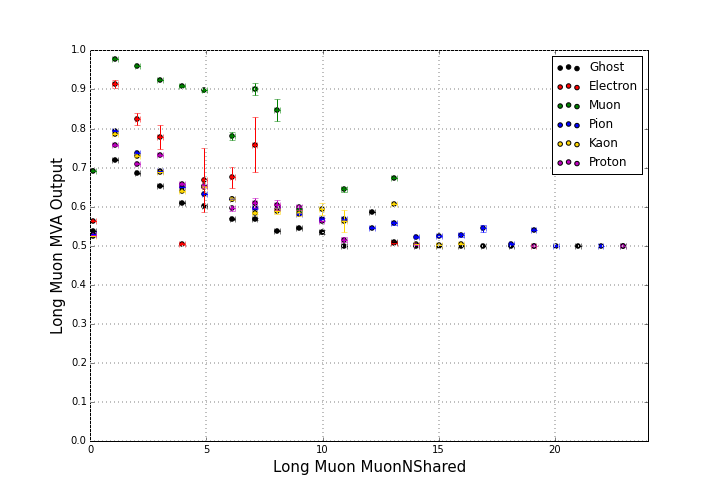 1.0
0.9
0.8
0.7
0.6
0.5
0.4
0.3
0.2
0.1
0.0
0
5
10
15
20
Long Muon MVA Output
Long Muon MuonNShared
Ghost
Electron
Muon
Pion
Kaon
Proton